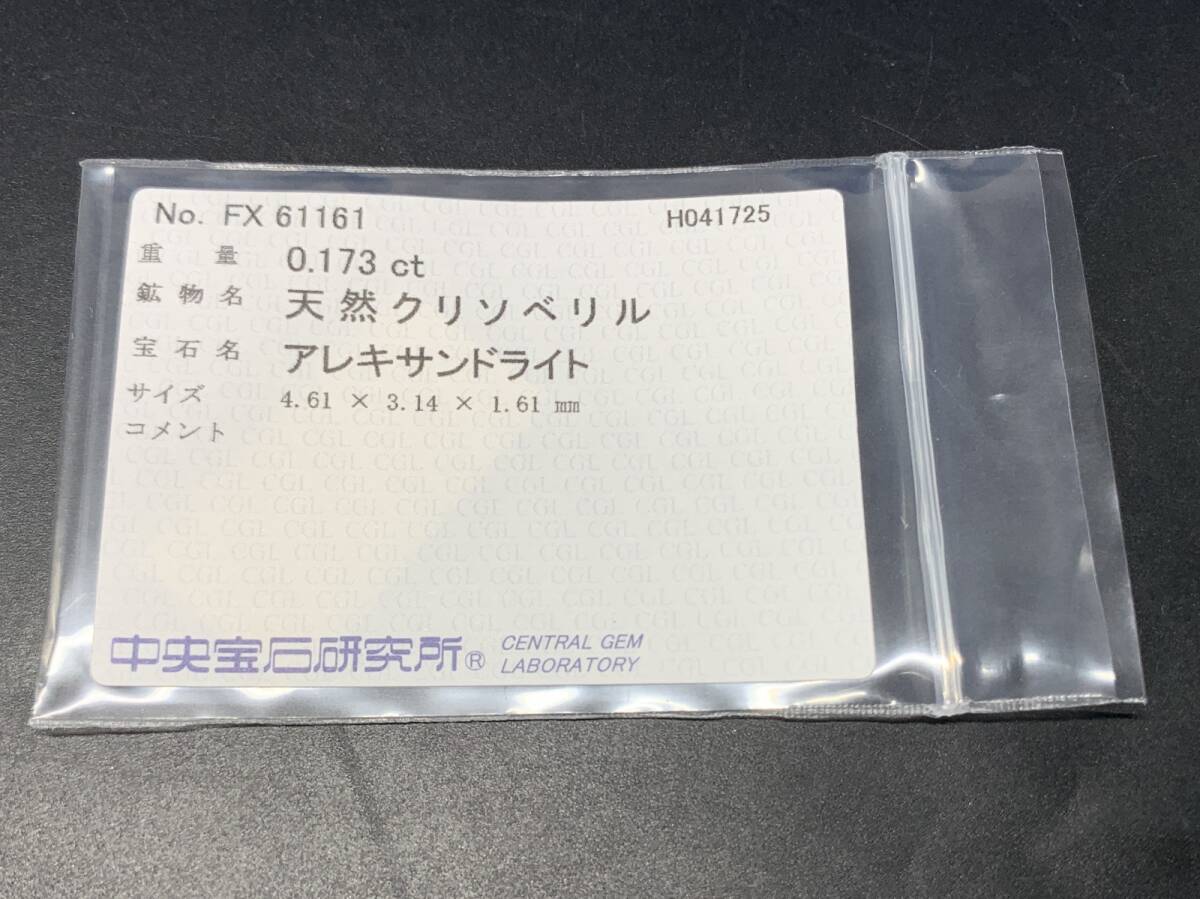 No. FX 61161 H041725
重量 0.173 ct
鉱物名 天然クリソベリル
宝石名 アレキサンドライト
サイズ 4.61 × 3.14 × 1.61 ㎜
コメント
中央宝石研究所® CENTRAL GEM
LABORATORY